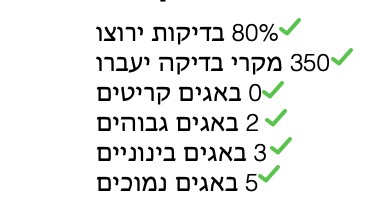 80% בדיקות ירוצו
350 מקרי בדיקה יעברו
0 באגים קריטים
2 באגים גבוהים
3 באגים בינוניים
5 באגים נמוכים